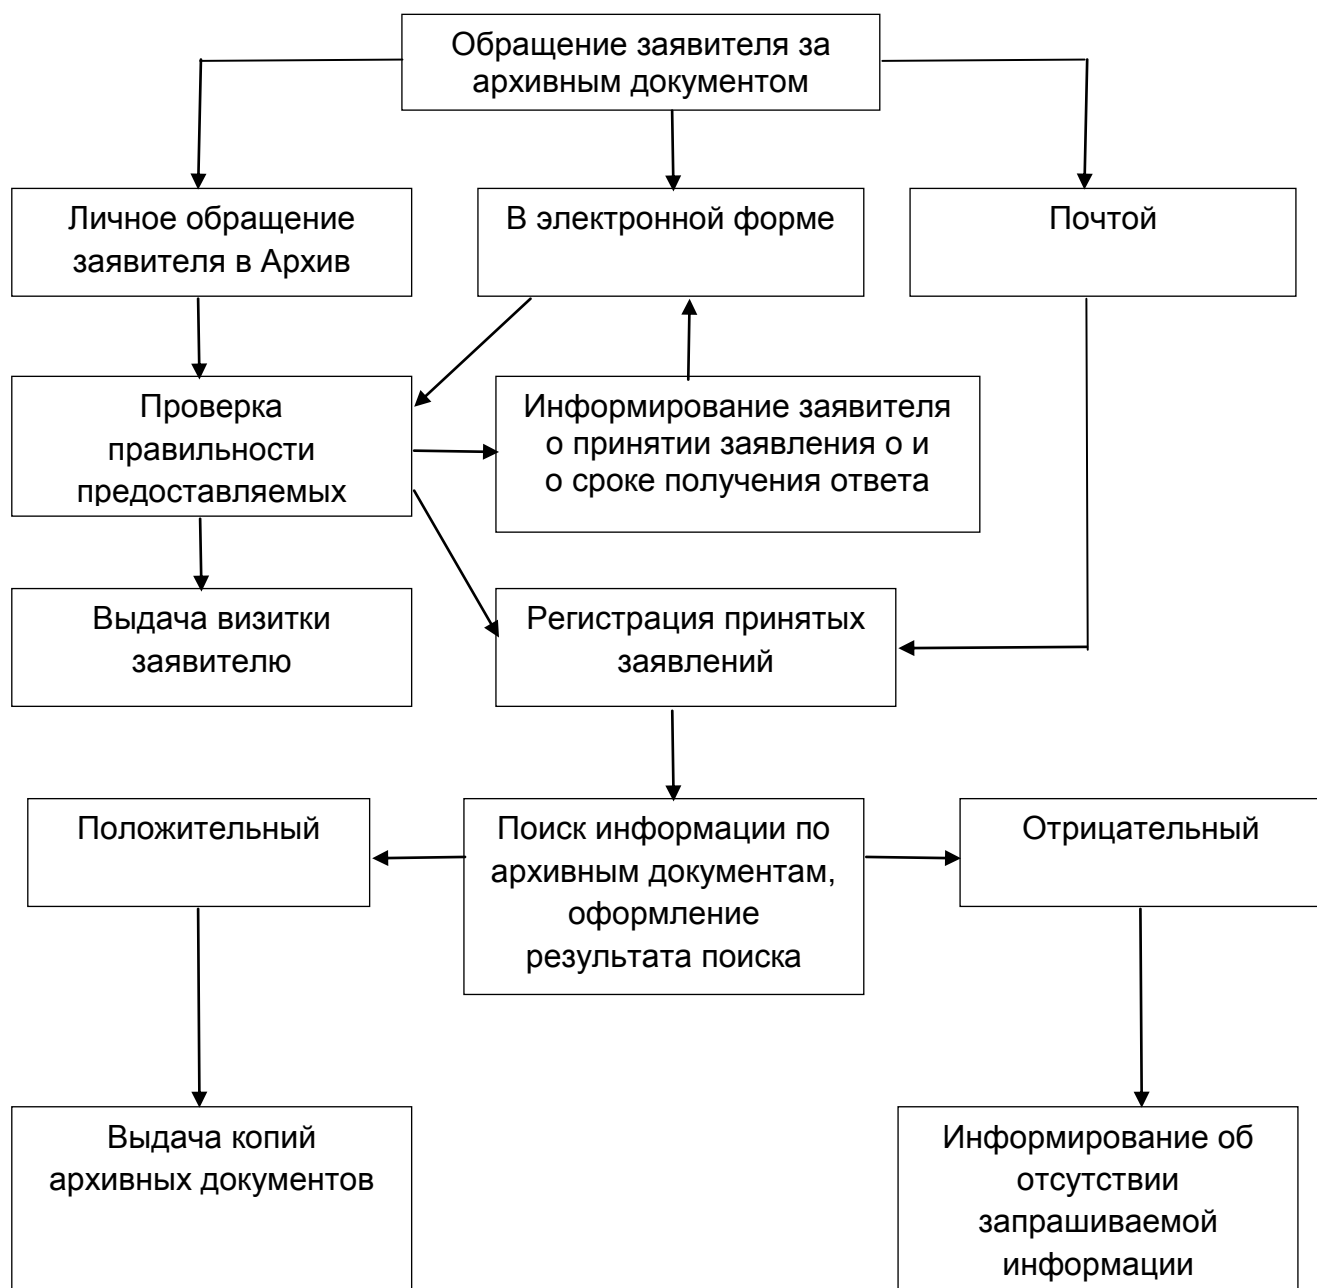 Обращение заявителя за
архивным документом
Личное обращение
заявителя в Архив
В электронной форме
Почтой
Проверка
правильности
предоставляемых
Информирование заявителя
о принятии заявления о и
о сроке получения ответа
Выдача визитки
заявителю
Регистрация принятых
заявлений
Положительный
Поиск информации по
архивным документам,
оформление
результата поиска
Отрицательный
Выдача копий
архивных документов
Информирование об
отсутствии
запрашиваемой
информации